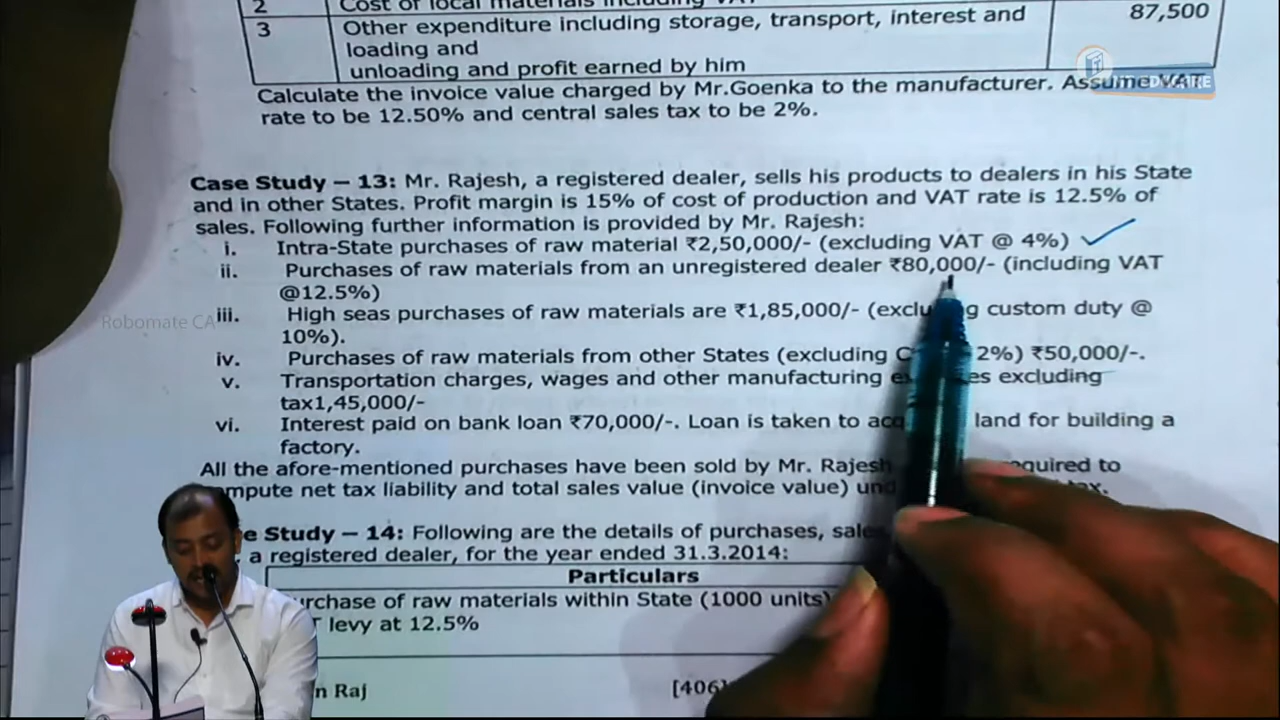 2 Cost of local materials including VAT
3 Other expenditure including storage, transport, interest and 87,500
loading and
unloading and profit earned by him
Calculate the invoice value charged by Mr.Goenka to the manufacturer. Assume VAT
rate to be 12.50% and central sales tax to be 2%.
Case Study – 13: Mr. Rajesh, a registered dealer, sells his products to dealers in his State
and in other States. Profit margin is 15% of cost of production and VAT rate is 12.5% of
sales. Following further information is provided by Mr. Rajesh:
i. Intra-State purchases of raw material ₹2,50,000/- (excluding VAT @ 4%)
ii. Purchases of raw materials from an unregistered dealer ₹80,000/- (including VAT
@12.5%)
iii. High seas purchases of raw materials are ₹1,85,000/- (exclu g custom duty @
Robomate CA
10%).
iv. Purchases of raw materials from other States (excluding C 2%) ₹50,000/-.
v. Transportation charges, wages and other manufacturing ex es excluding
tax1,45,000/-
vi. Interest paid on bank loan ₹70,000/-. Loan is taken to acq land for building a
factory.
All the afore-mentioned purchases have been sold by Mr. Rajesh quired to
mpute net tax liability and total sales value (invoice value) und tax.
e Study – 14: Following are the details of purchases, sale
a registered dealer, for the year ended 31.3.2014:
Particulars
urchase of raw materials within State (1000 units)
T levy at 12.5%
n Raj [406]